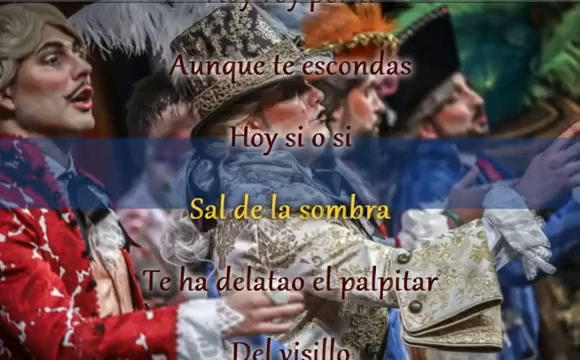 Aunque te escondas
Hoy si o si
Sal de la sombra
Te ha delatao el palpitar
Del visillo